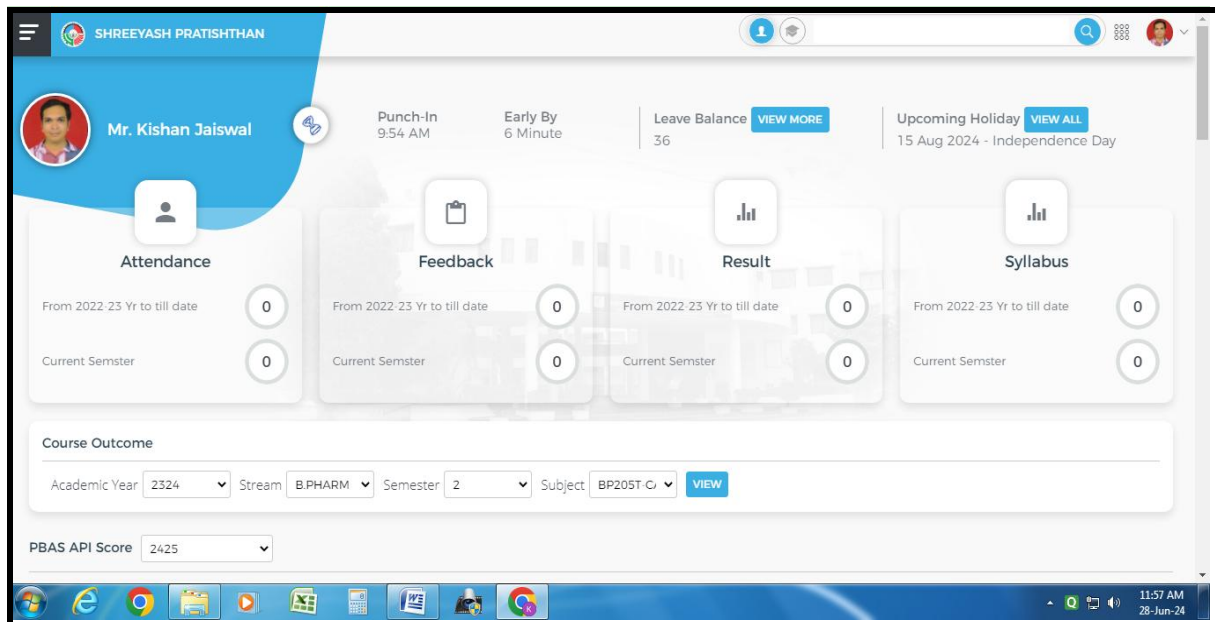 SHREEYASH PRATISHTHAN
Mr. Kishan Jaiswal
Punch-In
9:54 AM
Early By
6 Minute
Leave Balance VIEW MORE
36
Upcoming Holiday VIEW ALL
15 Aug 2024 - Independence Day
Attendance
From 2022-23 Yr to till date 0
Current Semster 0
Feedback
From 2022-23 Yr to till date 0
Current Semster 0
Result
From 2022-23 Yr to till date 0
Current Semster 0
Syllabus
From 2022-23 Yr to till date 0
Current Semster 0
Course Outcome
Academic Year 2324 Stream B.PHARM Semester 2 Subject BP205T-C VIEW
PBAS API Score 2425
11:57 AM
28-Jun-24